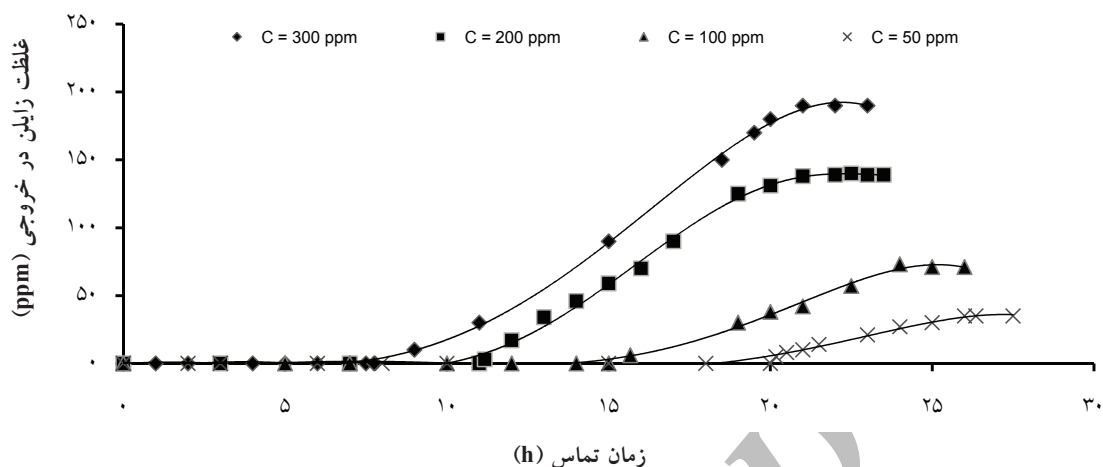 غلظت زایلن در خروجی (ppm)
۲۵۰
۲۰۰
۱۵۰
۱۰۰
۵۰
۰
C = 300 ppm C = 200 ppm C = 100 ppm C = 50 ppm
۰ ۵ ۱۰ ۱۵ ۲۰ ۲۵ ۳۰
زمان تماس (h)